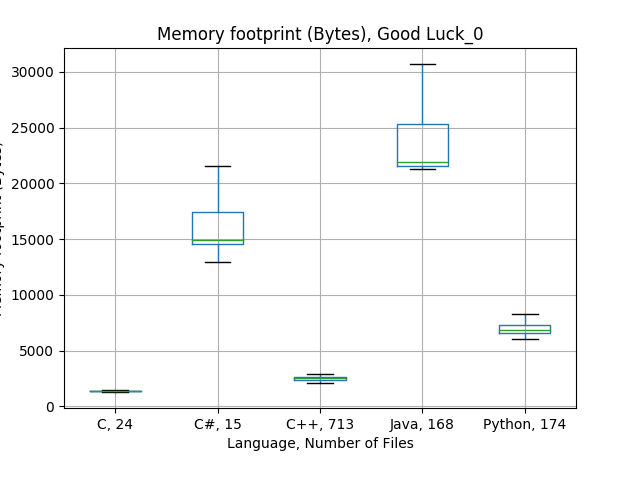 Memory footprint (Bytes), Good Luck_0
30000
25000
20000
15000
10000
5000
0
C, 24
C#, 15
C++, 713
Java, 168
Python, 174
Language, Number of Files